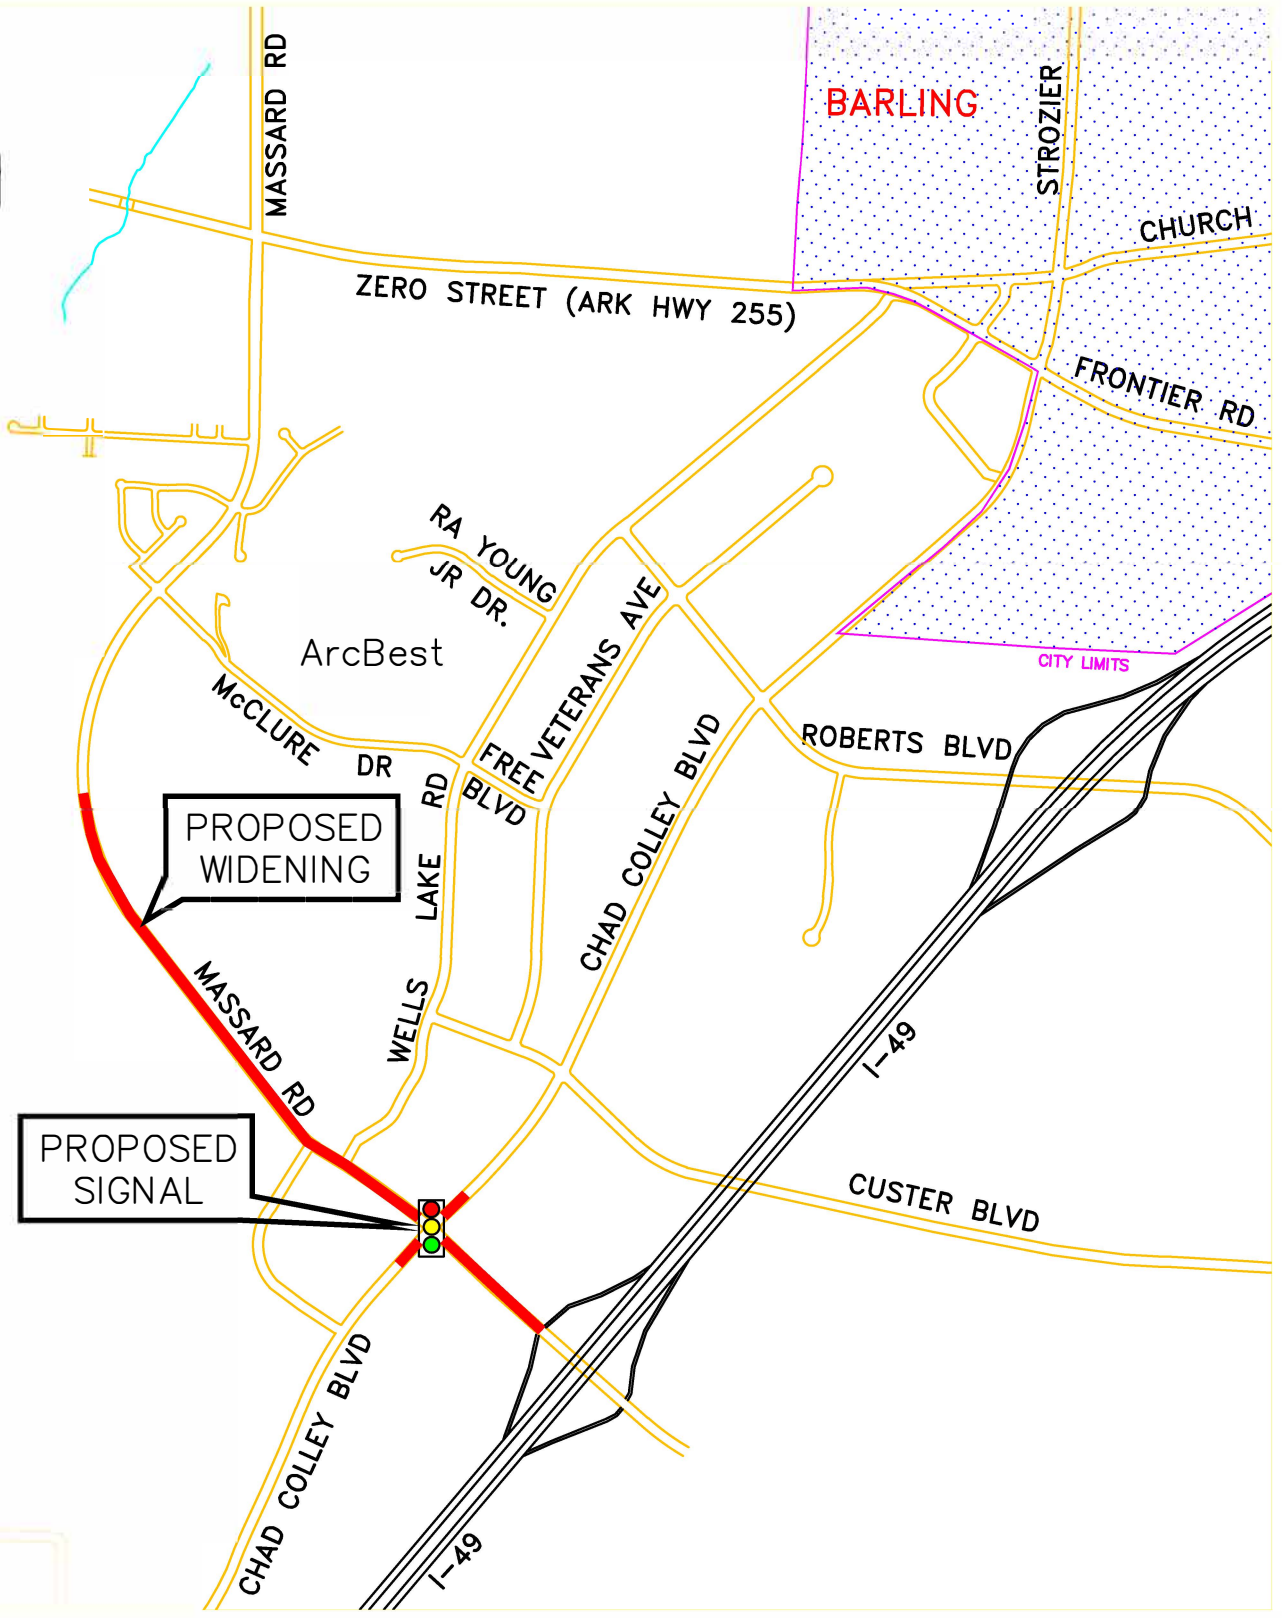 MASSARD RD
BARLING
STROZIER
CHURCH
ZERO STREET (ARK HWY 255)
FRONTIER RD
RA YOUNG
JR DR.
ArcBest
VETERANS AVE
CITY LIMITS
McCLURE DR
FREE
BLVD
ROBERTS BLVD
CHAD COLLEY BLVD
WELLS LAKE RD
PROPOSED
WIDENING
MASSARD RD
I-49
PROPOSED
SIGNAL
CUSTER BLVD
CHAD COLLEY BLVD
I-49